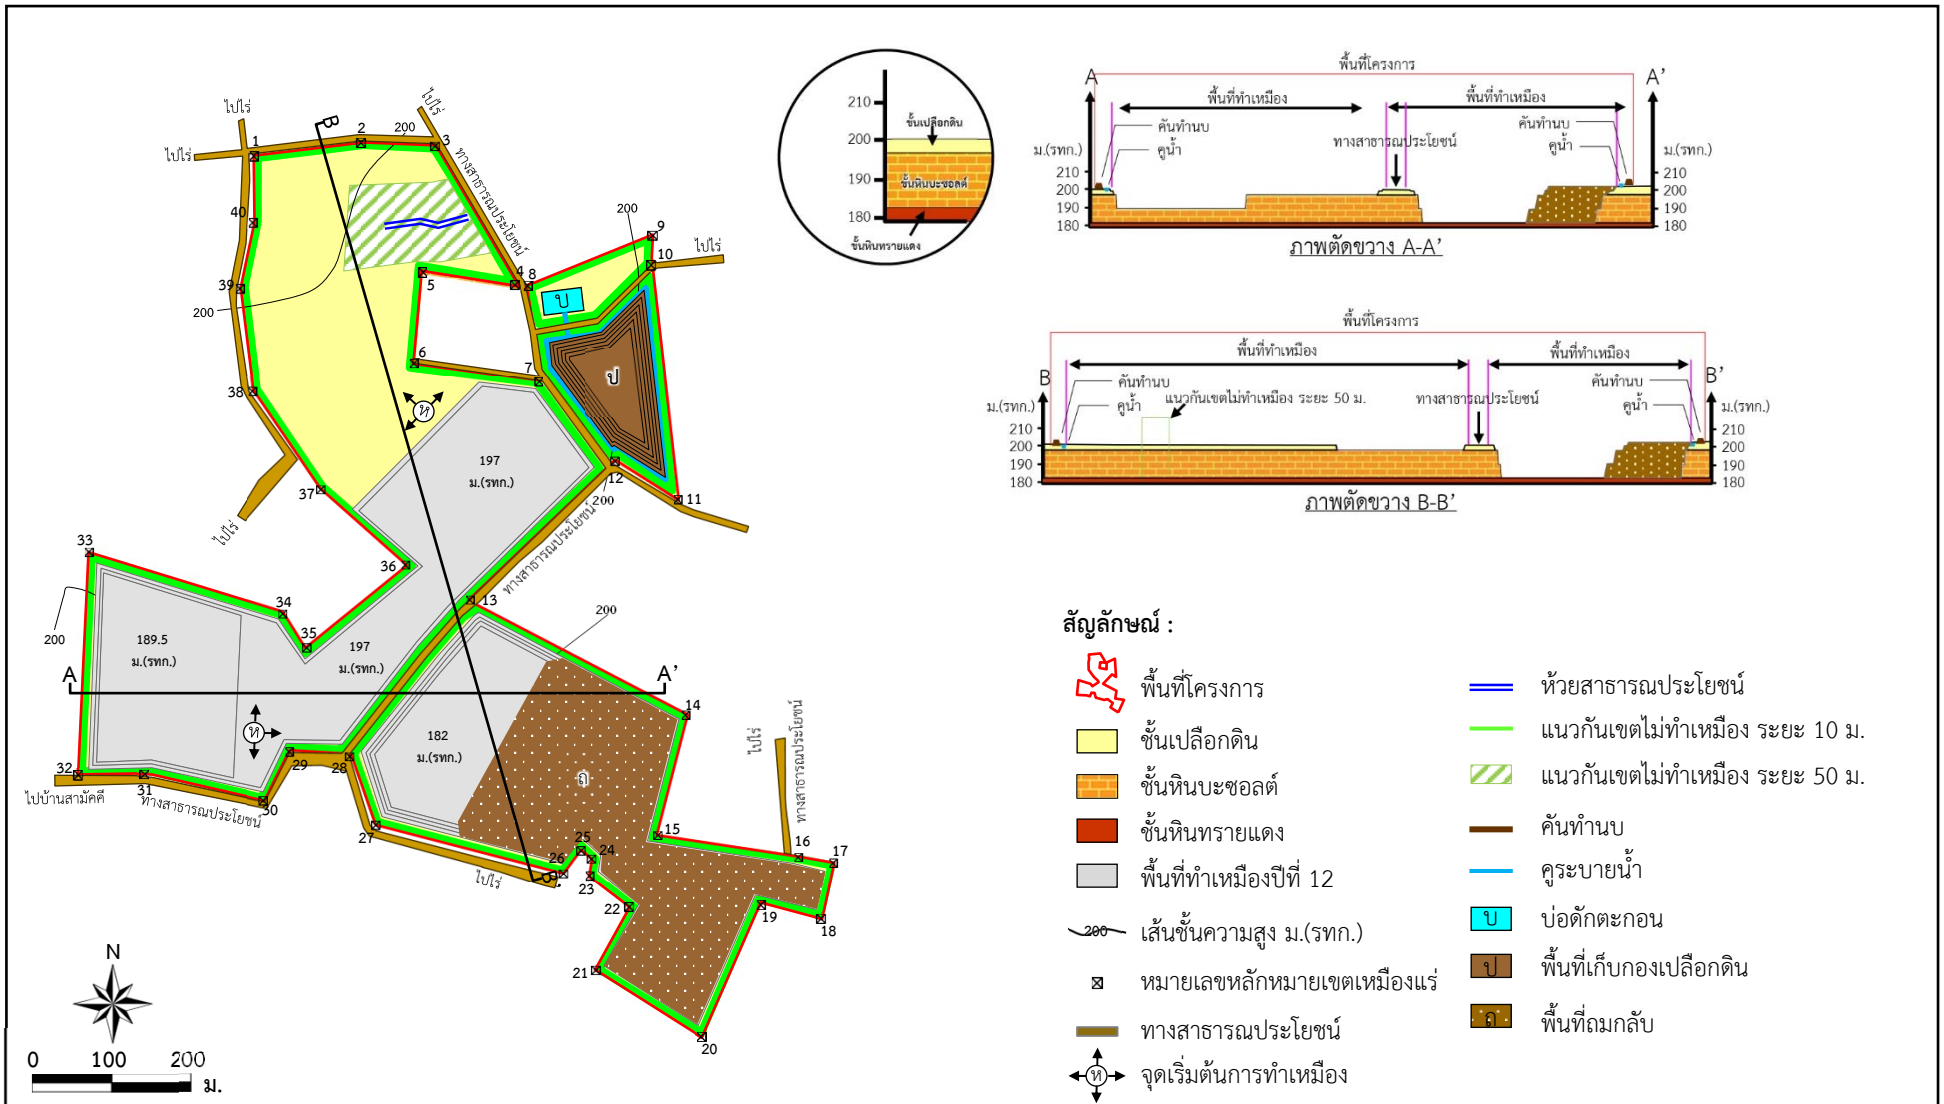 ไปไร่
ไปไร่
ไปไร่
1
2
200
3
B
ทางสาธารณประโยชน์
40
39
200
38
37
ไปไร่
4
5
6
7
8
9
10
ไปไร่
200
บ
ป
ห
12
11
200
ทางสาธารณประโยชน์
197
ม.(รทก.)
36
33
34
35
13
200
200
189.5
ม.(รทก.)
197
ม.(รทก.)
A
A’
ห
14
182
ม.(รทก.)
ถ
32
31
30
29
28
27
ไปบ้านสามัคคี
ทางสาธารณประโยชน์
ไปไร่
26
25
24
23
22
21
20
19
18
17
16
15
B'
ไปไร่
ทางสาธารณประโยชน์
N
0 100 200
ม.
210
200
190
180
ชั้นเปลือกดิน
ชั้นหินบะซอลต์
ชั้นหินทรายแดง
พื้นที่โครงการ
A
A’
พื้นที่ทำเหมือง
พื้นที่ทำเหมือง
คันทำนบ
คูน้ำ
ทางสาธารณประโยชน์
คันทำนบ
คูน้ำ
ม.(รทก.)
210
200
190
180
ม.(รทก.)
210
200
190
180
ภาพตัดขวาง A-A’
พื้นที่โครงการ
B
B’
พื้นที่ทำเหมือง
พื้นที่ทำเหมือง
คันทำนบ
คูน้ำ
แนวกันเขตไม่ทำเหมือง ระยะ 50 ม.
ทางสาธารณประโยชน์
คันทำนบ
คูน้ำ
ม.(รทก.)
210
200
190
180
ม.(รทก.)
210
200
190
180
ภาพตัดขวาง B-B’
สัญลักษณ์ :
พื้นที่โครงการ
ชั้นเปลือกดิน
ชั้นหินบะซอลต์
ชั้นหินทรายแดง
พื้นที่ทำเหมืองปีที่ 12
200 เส้นชั้นความสูง ม.(รทก.)
หมายเลขหลักหมายเขตเหมืองแร่
ทางสาธารณประโยชน์
ห จุดเริ่มต้นการทำเหมือง
ห้วยสาธารณประโยชน์
แนวกันเขตไม่ทำเหมือง ระยะ 10 ม.
แนวกันเขตไม่ทำเหมือง ระยะ 50 ม.
คันทำนบ
คูระบายน้ำ
บ บ่อดักตะกอน
ป พื้นที่เก็บกองเปลือกดิน
ถ พื้นที่ถมกลับ